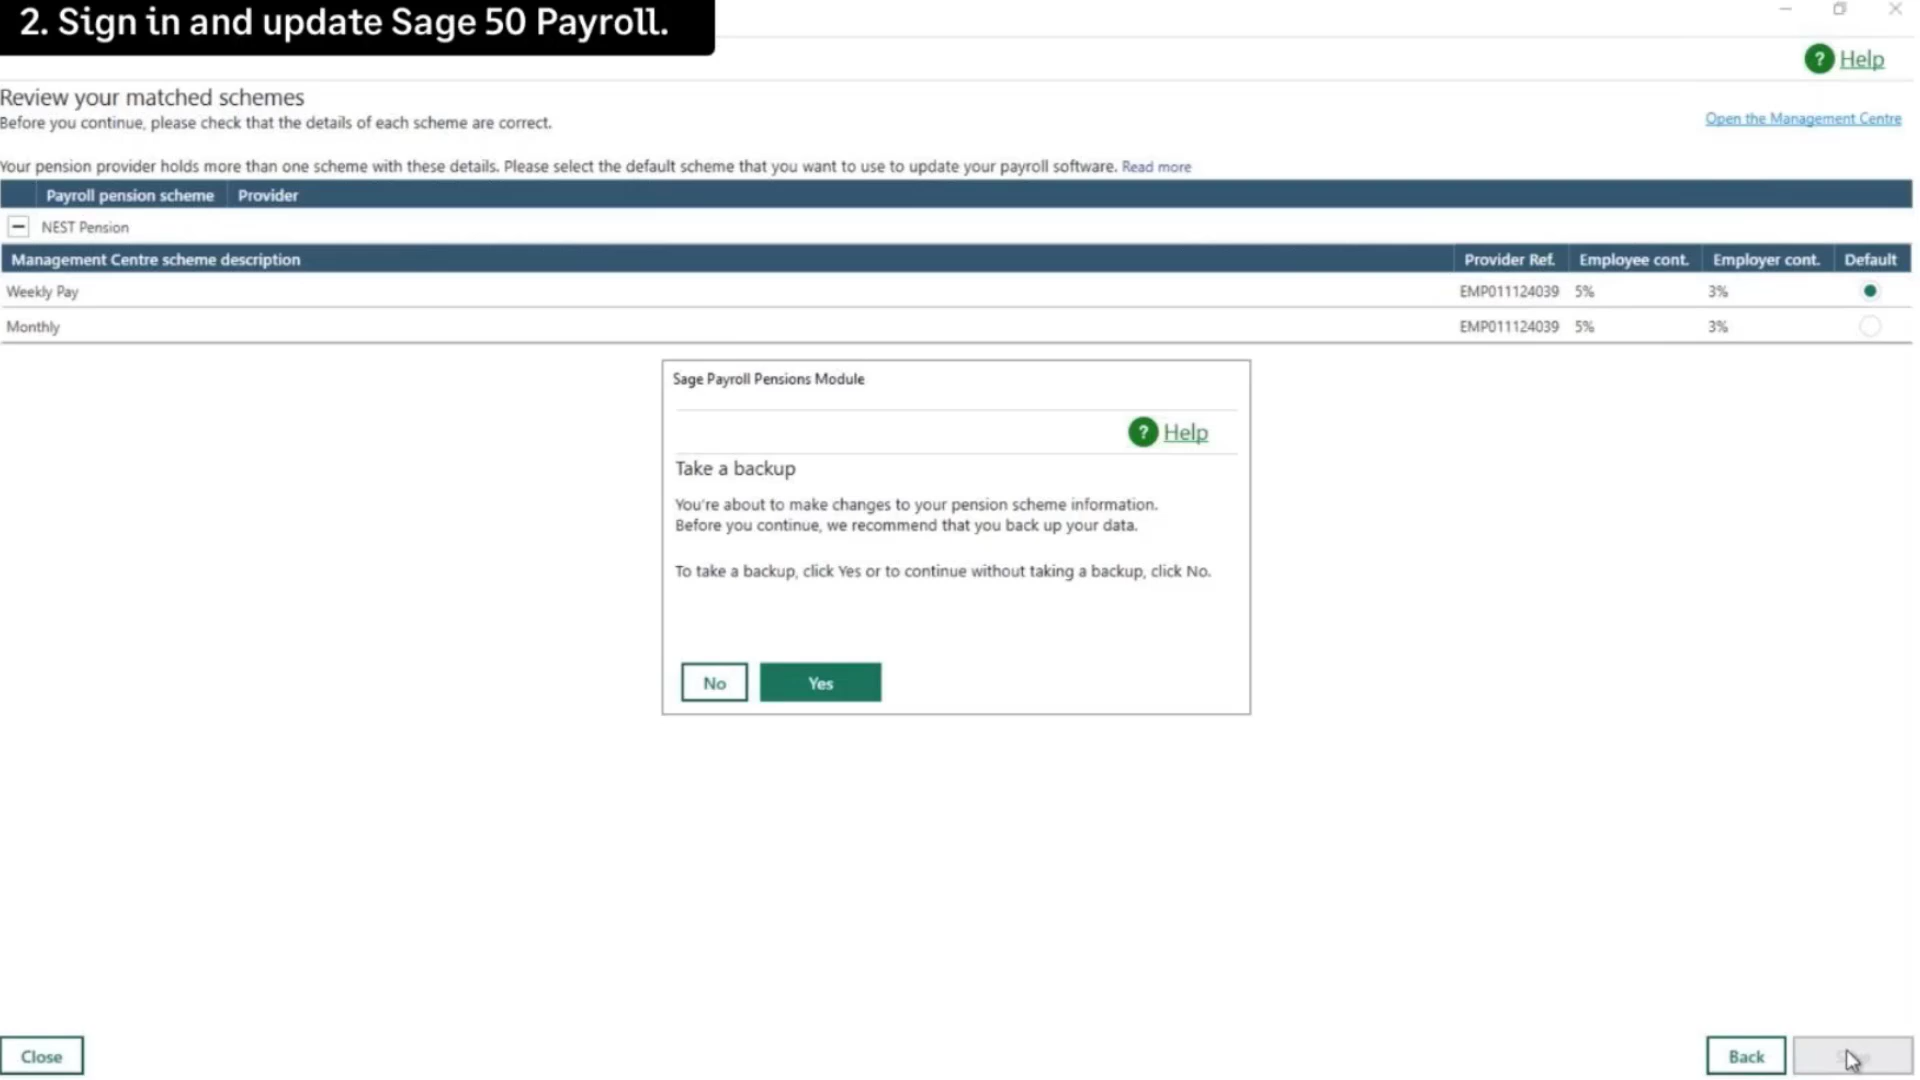 2. Sign in and update Sage 50 Payroll.
? Help
Review your matched schemes
Before you continue, please check that the details of each scheme are correct.
Open the Management Centre
Your pension provider holds more than one scheme with these details. Please select the default scheme that you want to use to update your payroll software. Read more
Payroll pension scheme Provider
NEST Pension
Management Centre scheme description Provider Ref. Employee cont. Employer cont. Default
Weekly Pay EMP011124039 5% 3%
Monthly EMP011124039 5% 3%
Sage Payroll Pensions Module
? Help
Take a backup
You're about to make changes to your pension scheme information.
Before you continue, we recommend that you back up your data.
To take a backup, click Yes or to continue without taking a backup, click No.
No Yes
Close Back